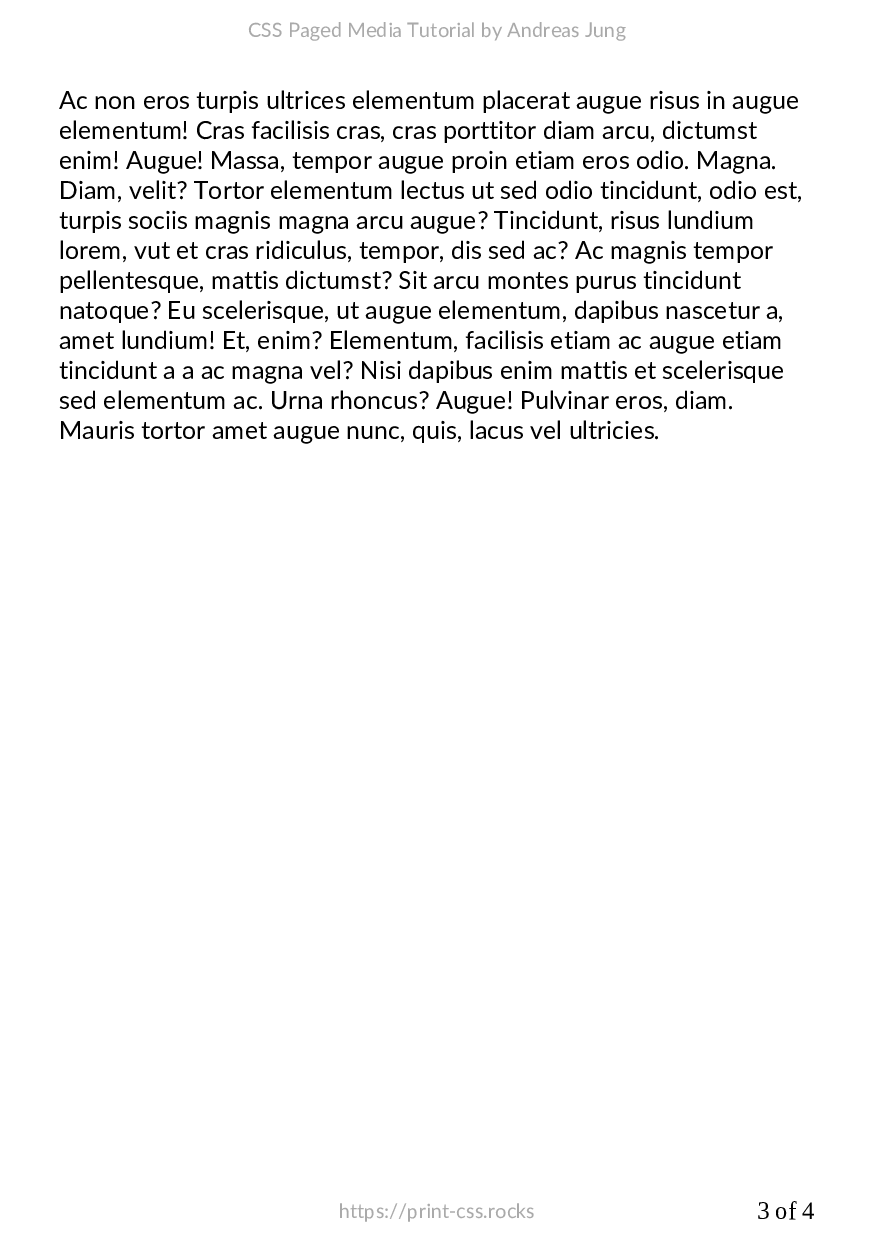 CSS Paged Media Tutorial by Andreas Jung
Ac non eros turpis ultrices elementum placerat augue risus in augue
elementum! Cras facilisis cras, cras porttitor diam arcu, dictumst
enim! Augue! Massa, tempor augue proin etiam eros odio. Magna.
Diam, velit? Tortor elementum lectus ut sed odio tincidunt, odio est,
turpis sociis magnis magna arcu augue? Tincidunt, risus lundium
lorem, vut et cras ridiculus, tempor, dis sed ac? Ac magnis tempor
pellentesque, mattis dictumst? Sit arcu montes purus tincidunt
natoque? Eu scelerisque, ut augue elementum, dapibus nascetur a,
amet lundium! Et, enim? Elementum, facilisis etiam ac augue etiam
tincidunt a a ac magna vel? Nisi dapibus enim mattis et scelerisque
sed elementum ac. Urna rhoncus? Augue! Pulvinar eros, diam.
Mauris tortor amet augue nunc, quis, lacus vel ultricies.
https://print-css.rocks
3 of 4